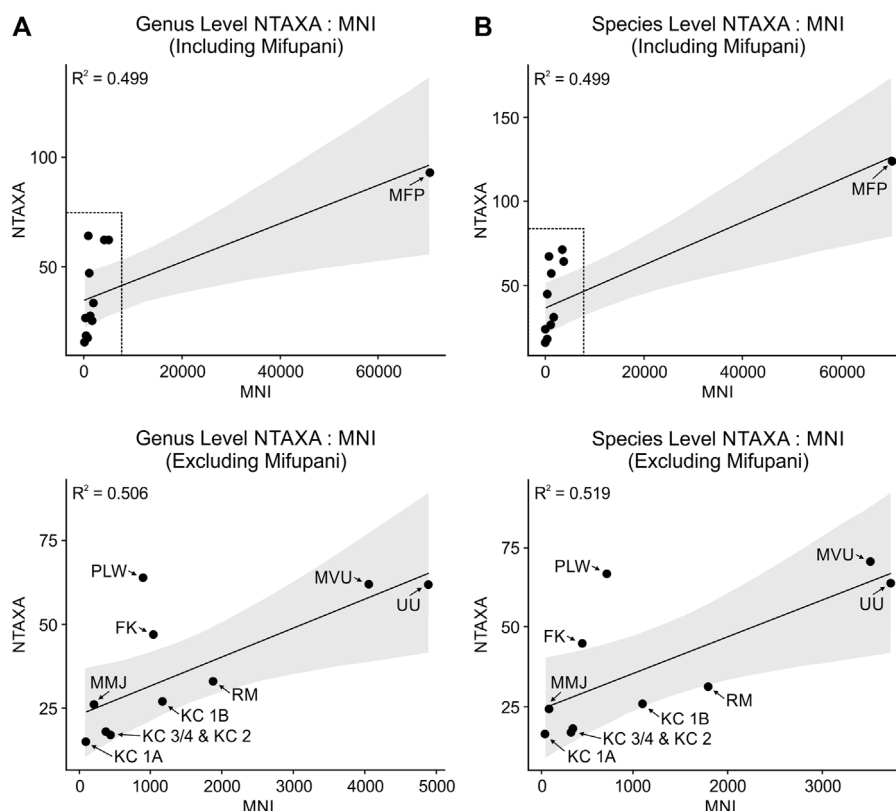 A
Genus Level NTAXA : MNI
(Including Mifupani)
R² = 0.499
100
50
NTAXA
MFP
0
20000
40000
60000
MNI
B
Species Level NTAXA : MNI
(Including Mifupani)
R² = 0.499
150
100
50
NTAXA
MFP
0
20000
40000
60000
MNI
Genus Level NTAXA : MNI
(Excluding Mifupani)
R² = 0.506
75
50
25
NTAXA
PLW
FK
MMJ
MVU
UU
RM
KC 1B
KC 3/4 & KC 2
KC 1A
0
1000
2000
3000
4000
5000
MNI
Species Level NTAXA : MNI
(Excluding Mifupani)
R² = 0.519
75
50
25
NTAXA
PLW
FK
MMJ
MVU
UU
RM
KC 1B
KC 3/4 & KC 2
KC 1A
0
1000
2000
3000
MNI